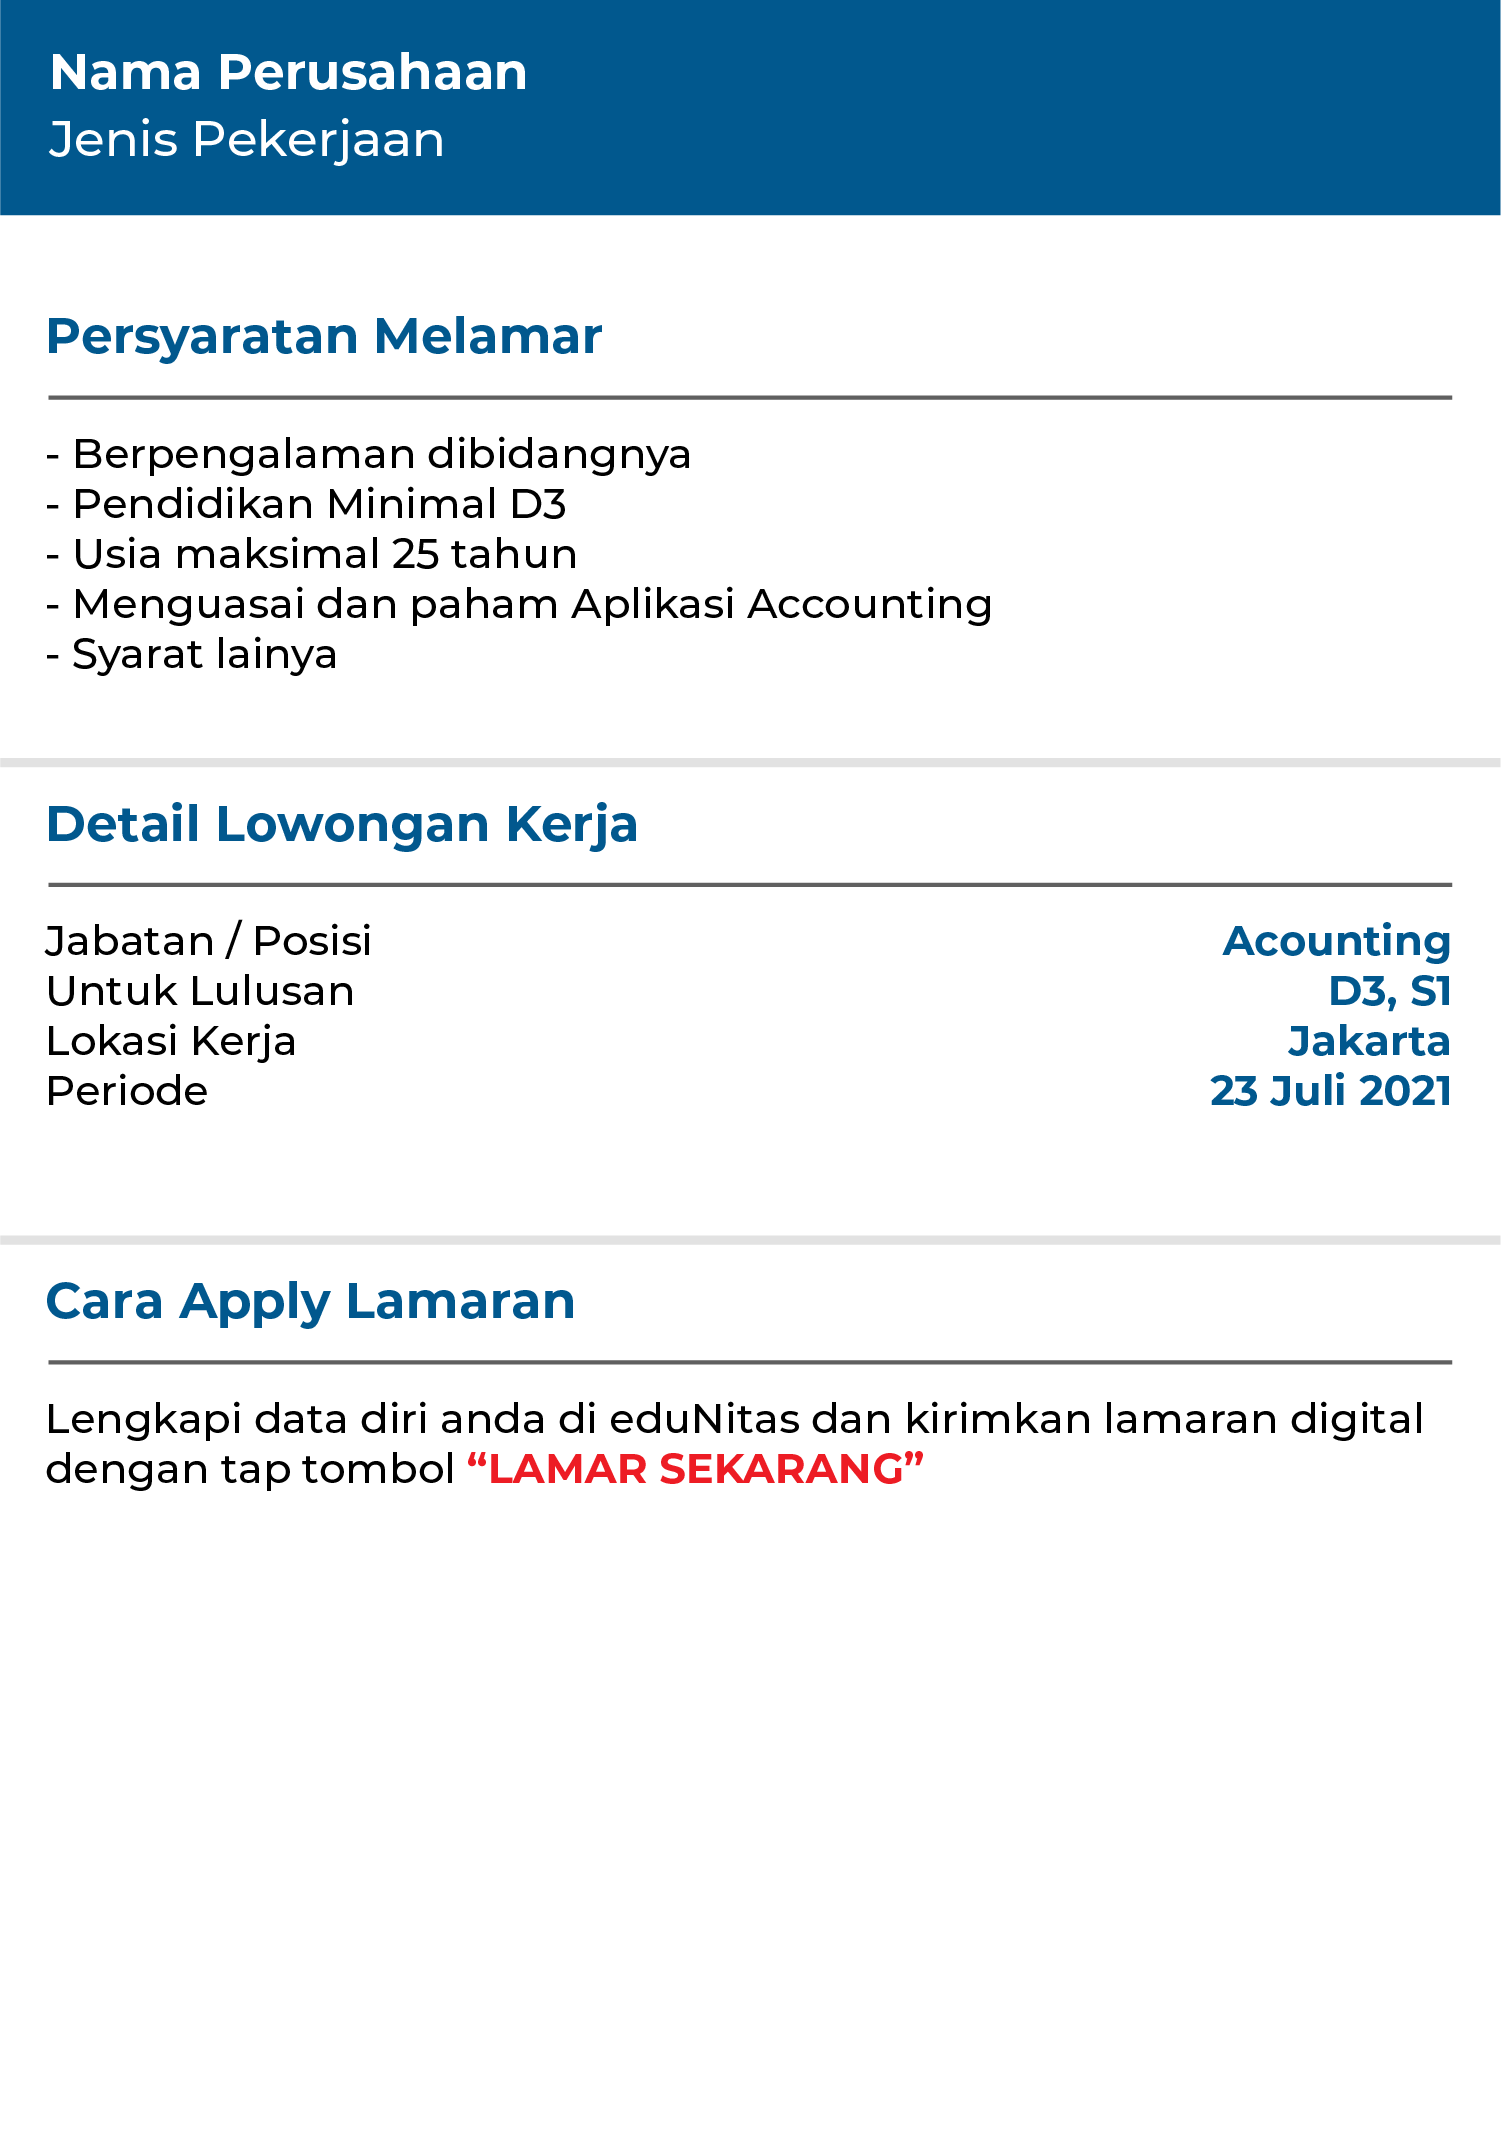 Nama Perusahaan
Jenis Pekerjaan
Persyaratan Melamar
- Berpengalaman dibidangnya
- Pendidikan Minimal D3
- Usia maksimal 25 tahun
- Menguasai dan paham Aplikasi Accounting
- Syarat lainya
Detail Lowongan Kerja
Jabatan / Posisi Acounting
Untuk Lulusan D3, S1
Lokasi Kerja Jakarta
Periode 23 Juli 2021
Cara Apply Lamaran
Lengkapi data diri anda di eduNitas dan kirimkan lamaran digital
dengan tap tombol “LAMAR SEKARANG”